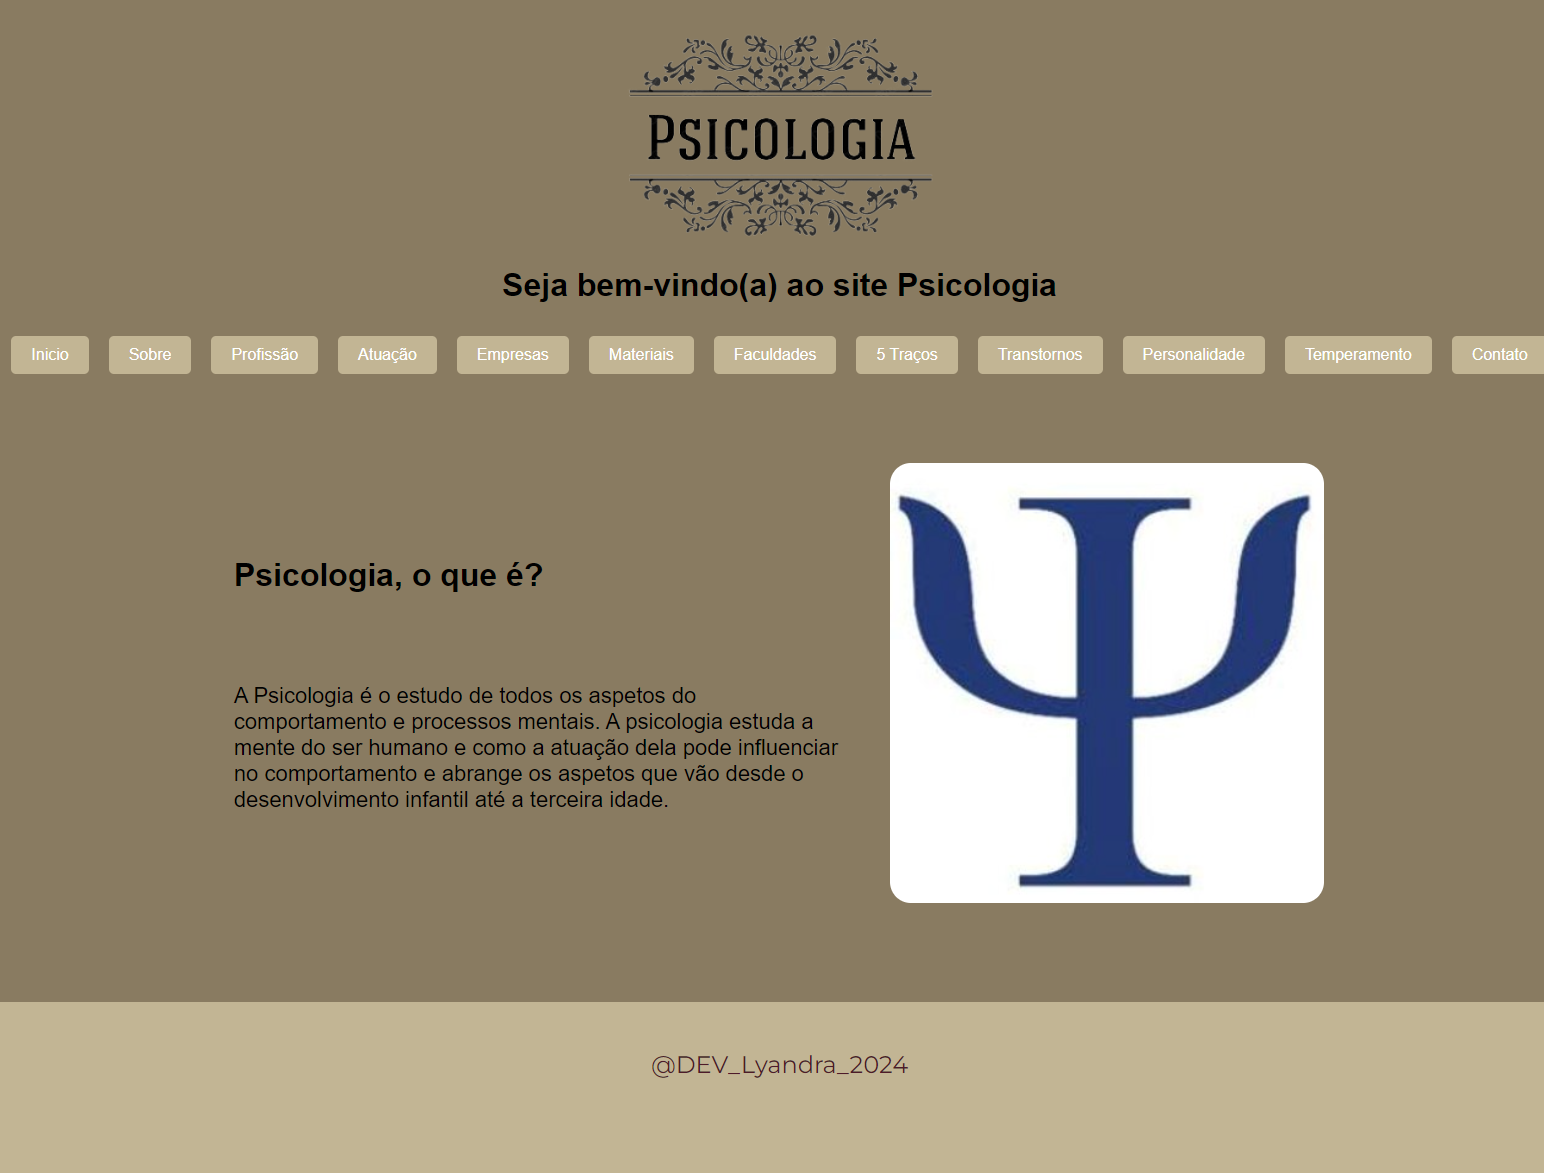 PSICOLOGIA
Seja bem-vindo(a) ao site Psicologia
Inicio Sobre Profissão Atuação Empresas Materiais Faculdades 5 Traços Transtornos Personalidade Temperamento Contato
Psicologia, o que é?
A Psicologia é o estudo de todos os aspetos do
comportamento e processos mentais. A psicologia estuda a
mente do ser humano e como a atuação dela pode influenciar
no comportamento e abrange os aspetos que vão desde o
desenvolvimento infantil até a terceira idade.
@DEV_Lyandra_2024